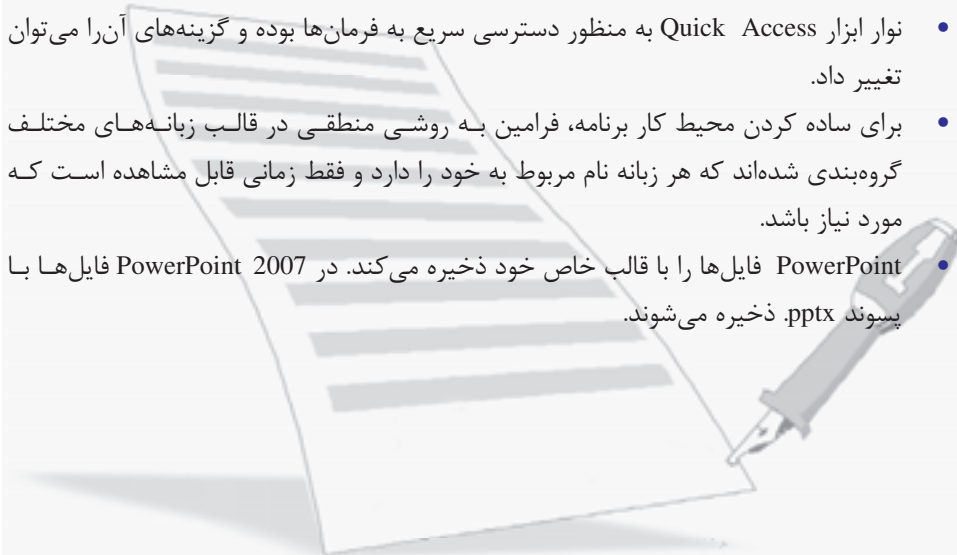 • نوار ابزار Quick Access به منظور دسترسی سریع به فرمان‌ها بوده و گزینه‌های آن‌را می‌توان
تغییر داد.
• برای ساده کردن محیط کار برنامه، فرامین بـه روشـی منطقـی در قالـب زبانـه‌هـای مختلـف
گروه‌بندی شده‌اند که هر زبانه نام مربوط به خود را دارد و فقط زمانی قابل مشاهده اسـت کـه
مورد نیاز باشد.
• PowerPoint فایل‌ها را با قالب خاص خود ذخیره می‌کند. در PowerPoint 2007 فایل‌هـا بـا
پسوند pptx. ذخیره می‌شوند.